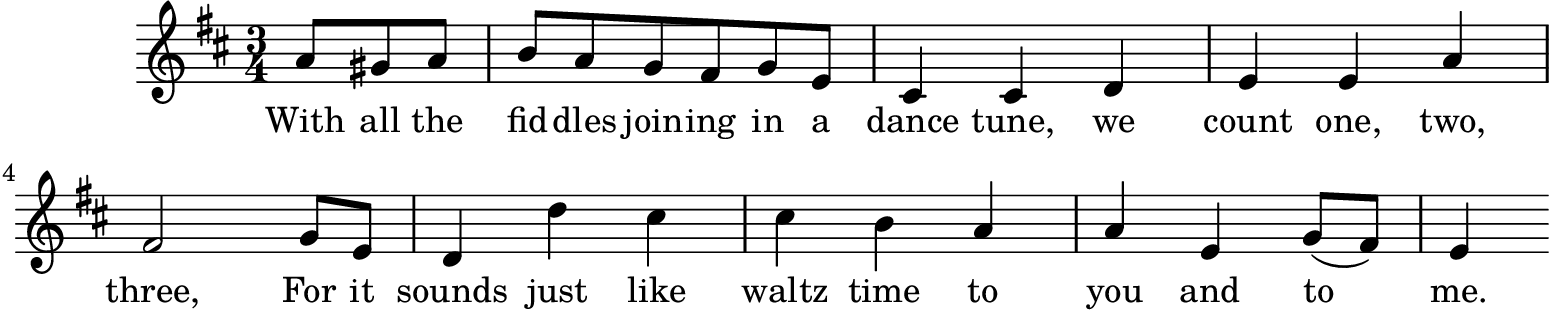 3
4
With all the fiddles joining in a dance tune, we count one, two,
4
three, For it sounds just like waltz time to you and to me.